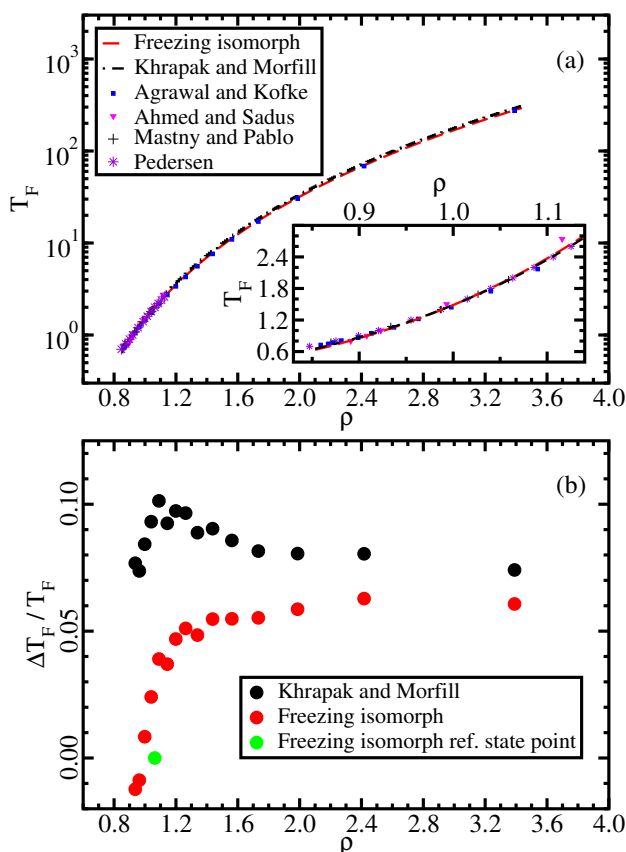 10³
10²
10¹
10⁰
T_F
Freezing isomorph
Khrapak and Morfill
Agrawal and Kofke
Ahmed and Sadus
Mastny and Pablo
Pedersen
(a)
ρ
0.9 1.0 1.1
2.4
1.8
1.2
0.6
T_F
0.8 1.2 1.6 2.0 2.4 2.8 3.2 3.6 4.0
ρ
0.10
0.05
0.00
ΔT_F / T_F
(b)
Khrapak and Morfill
Freezing isomorph
Freezing isomorph ref. state point
0.8 1.2 1.6 2.0 2.4 2.8 3.2 3.6 4.0
ρ